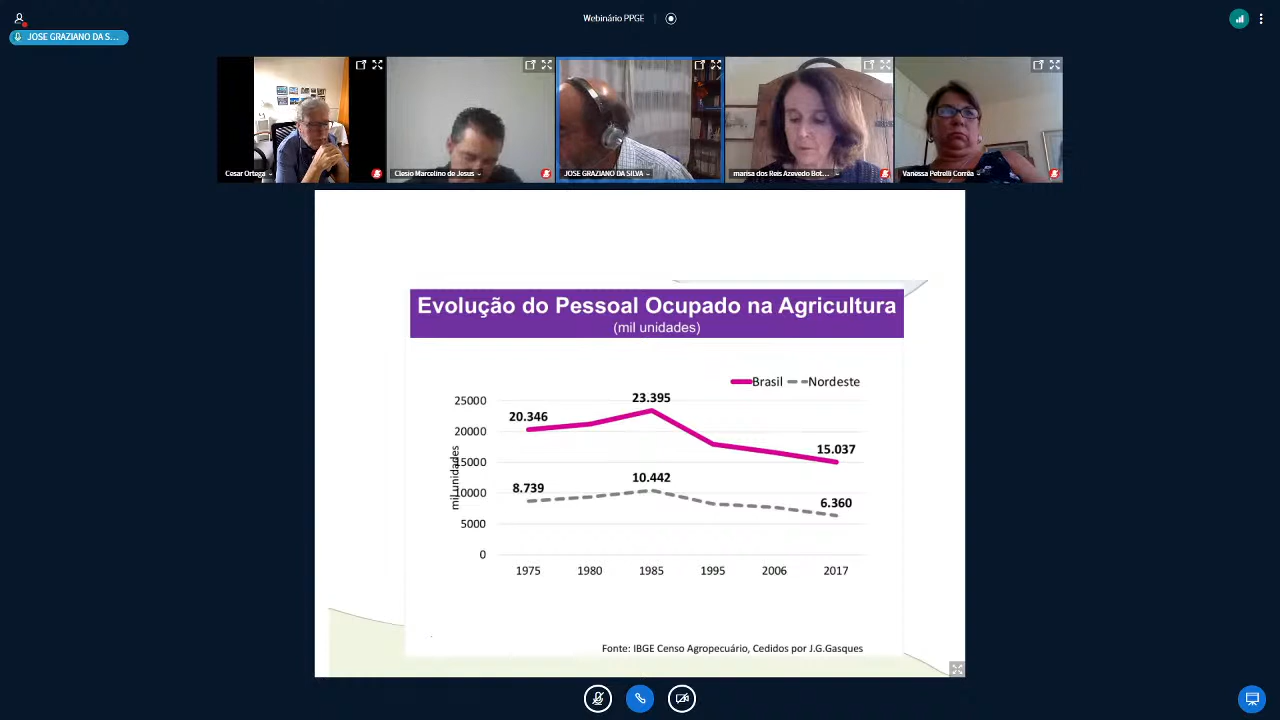 Webinário PPGE
JOSE GRAZIANO DA S...
Cesar Ortega
Clesio Marcelino de Jesus
JOSE GRAZIANO DA SILVA
marisa dos Reis Azevedo Bot...
Vanessa Petrelli Corrêa
Evolução do Pessoal Ocupado na Agricultura
(mil unidades)
Brasil
Nordeste
mil unidades
25000
20000
15000
10000
5000
0
20.346
23.395
15.037
8.739
10.442
6.360
1975 1980 1985 1995 2006 2017
Fonte: IBGE Censo Agropecuário, Cedidos por J.G.Gasques